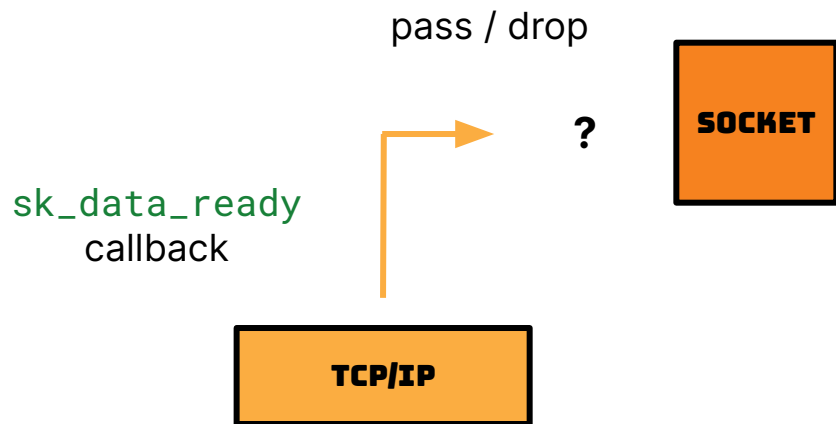 pass / drop
?
SOCKET
sk_data_ready
callback
TCP/IP